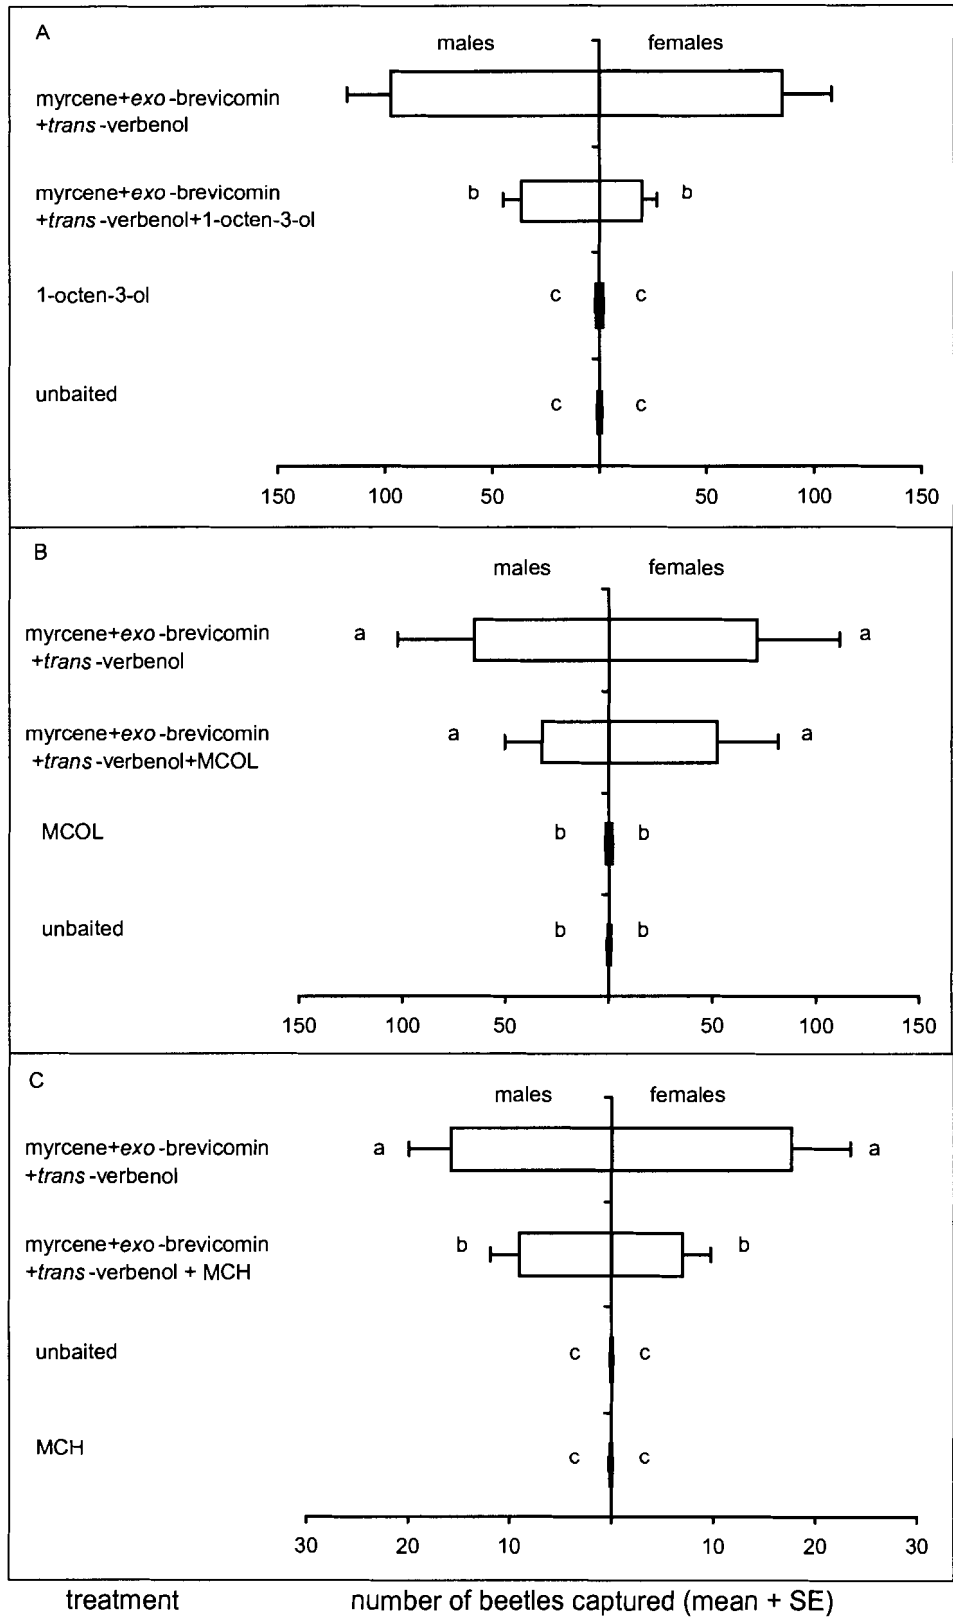 A
males females
myrcene+exo-brevicomin
+trans-verbenol
myrcene+exo-brevicomin
+trans-verbenol+1-octen-3-ol
b b
1-octen-3-ol
c c
unbaited
c c
150 100 50 50 100 150
B
males females
myrcene+exo-brevicomin
+trans-verbenol
a a
myrcene+exo-brevicomin
+trans-verbenol+MCOL
a a
MCOL
b b
unbaited
b b
150 100 50 50 100 150
C
males females
myrcene+exo-brevicomin
+trans-verbenol
a a
myrcene+exo-brevicomin
+trans-verbenol + MCH
b b
unbaited
c c
MCH
c c
30 20 10 10 20 30
treatment number of beetles captured (mean + SE)